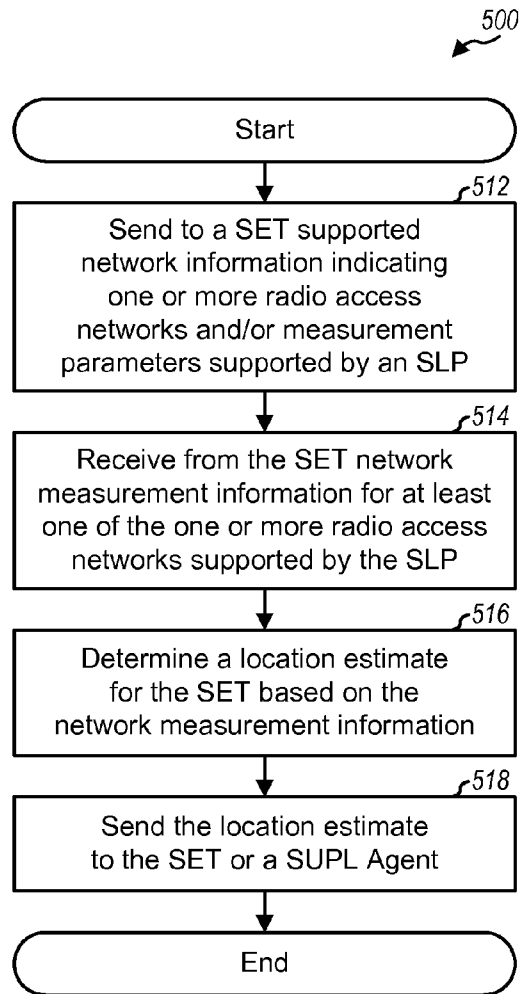 500
Start
512
Send to a SET supported
network information indicating
one or more radio access
networks and/or measurement
parameters supported by an SLP
514
Receive from the SET network
measurement information for at least
one of the one or more radio access
networks supported by the SLP
516
Determine a location estimate
for the SET based on the
network measurement information
518
Send the location estimate
to the SET or a SUPL Agent
End